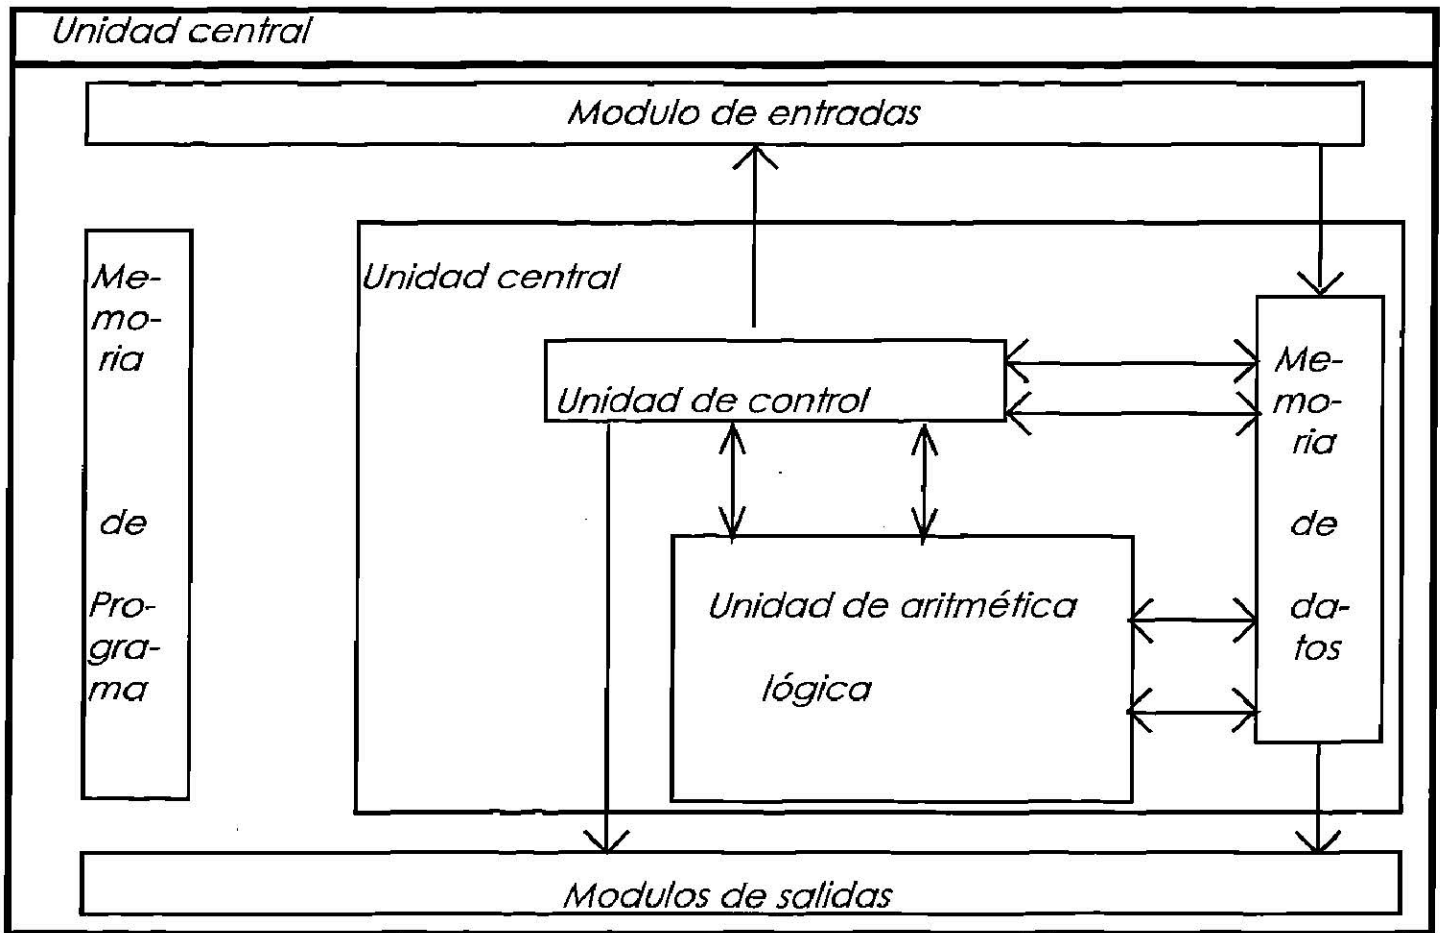 Unidad central
Modulo de entradas
Me-
mo-
ria
de
Pro-
gra-
ma
Unidad central
Unidad de control
Unidad de aritmética
lógica
Me-
mo-
ria
de
da-
tos
Modulos de salidas